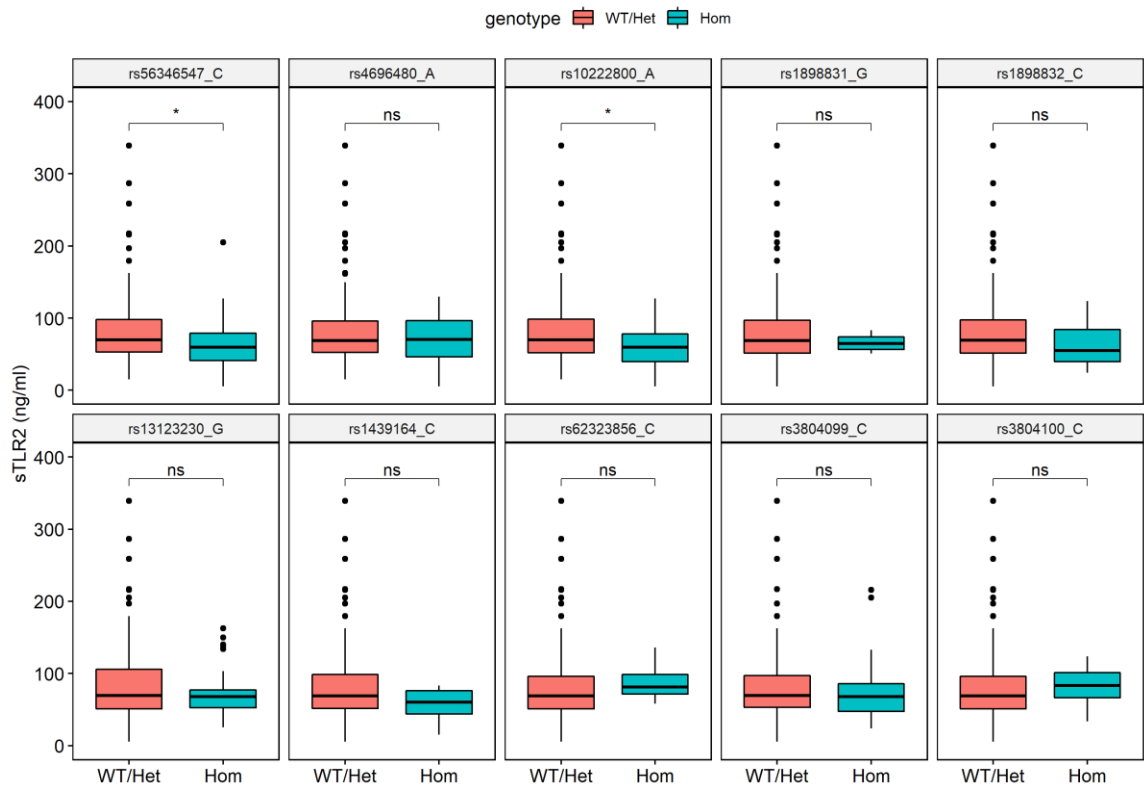 genotype WT/Het Hom
rs56346547_C rs4696480_A rs10222800_A rs1898831_G rs1898832_C
* ns * ns ns
400
300
200
100
0
sTLR2 (ng/ml)
rs13123230_G rs1439164_C rs62323856_C rs3804099_C rs3804100_C
ns ns ns ns ns
400
300
200
100
0
WT/Het Hom WT/Het Hom WT/Het Hom WT/Het Hom WT/Het Hom